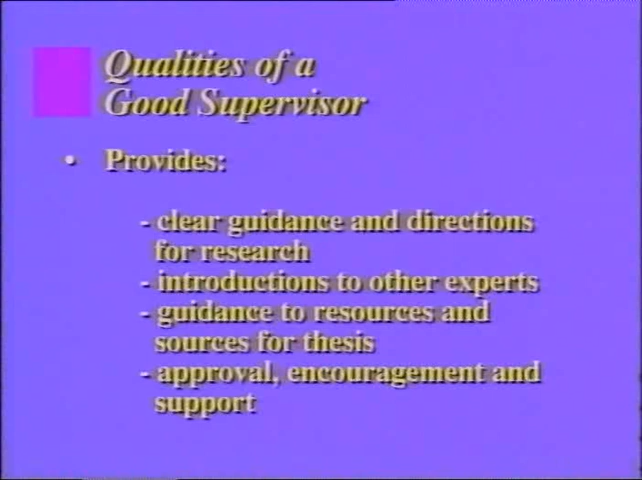 Qualities of a
Good Supervisor
• Provides:
- clear guidance and directions
for research
- introductions to other experts
- guidance to resources and
sources for thesis
- approval, encouragement and
support